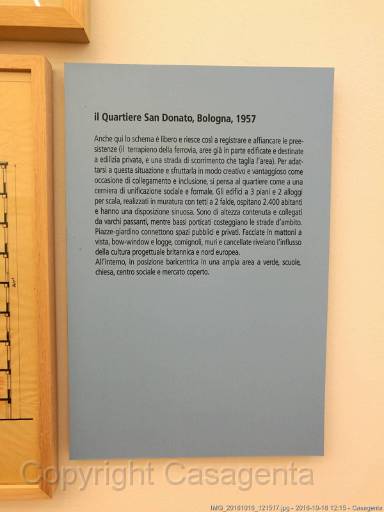 il Quartiere San Donato, Bologna, 1957
Anche qui lo schema è libero e riesce così a registrare e affiancare le pree-
sistenze (il terrapieno della ferrovia, aree già in parte edificate e destinate
a edilizia privata, e una strada di scorrimento che taglia l'area). Per adat-
tarsi a questa situazione e sfruttarla in modo creativo e vantaggioso come
occasione di collegamento e inclusione, si pensa al quartiere come a una
cerniera di unificazione sociale e formale. Gli edifici a 3 piani e 2 alloggi
per scala, realizzati in muratura con tetti a 2 falde, ospitano 2.400 abitanti
e hanno una disposizione sinuosa. Sono di altezza contenuta e collegati
da varchi passanti, mentre bassi porticati costeggiano le strade d'ambito.
Piazze-giardino connettono spazi pubblici e privati. Facciate in mattoni a
vista, bow-window e logge, comignoli, muri e cancellate rivelano l'influsso
della cultura progettuale britannica e nord europea.
All'interno, in posizione baricentrica in una ampia area a verde, scuole,
chiesa, centro sociale e mercato coperto.
Copyright Casagenta
IMG_20161016_121517.jpg - 2016-10-16 12:15 - Casagenta